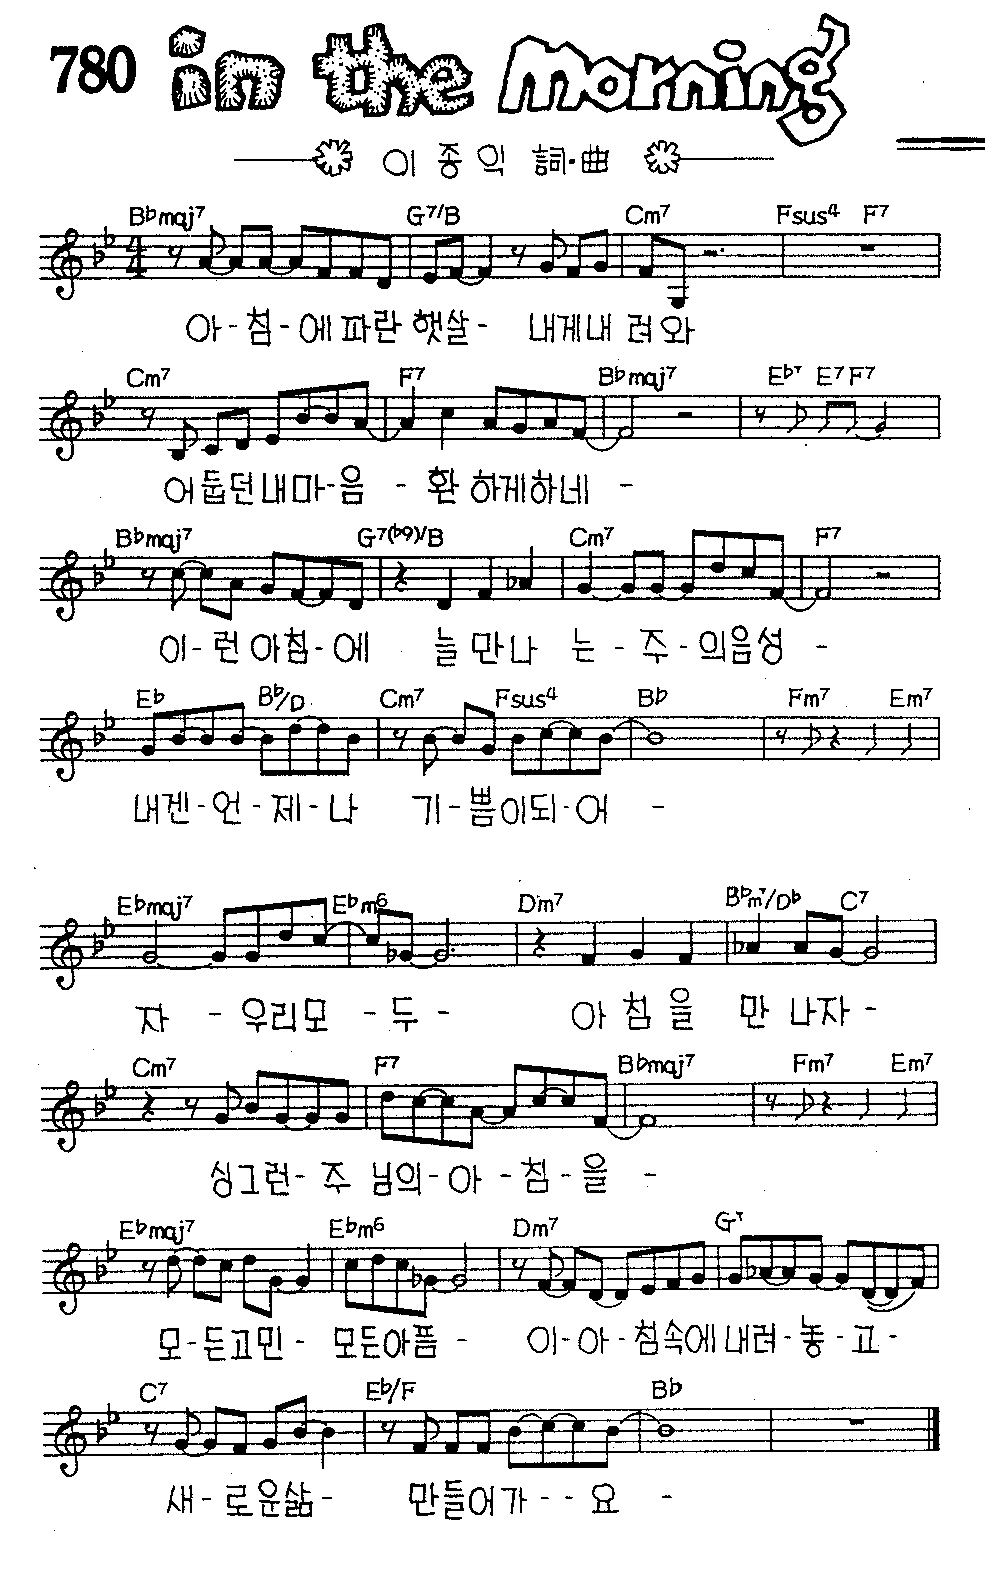 780 in the morning
이종익 詞·曲
B♭maj7 G7/B Cm7 Fsus4 F7
아-침-에 파란 햇살- 내게내 려와
Cm7 F7 B♭maj7 E♭7 E7 F7
어둡던내마-음 - 환 하게하네 -
B♭maj7 G7(♭9)/B Cm7 F7
이-런 아침-에 늘 만나 는-주-의음성 -
E♭ B♭/D Cm7 Fsus4 B♭ Fm7 Em7
내겐-언-제-나 기-쁨이되-어 -
E♭maj7 E♭m6 Dm7 B♭m7/D♭ C7
자 - 우리모 - 두 - 아 침 을 만 나자-
Cm7 F7 B♭maj7 Fm7 Em7
싱그런- 주 님의-아-침-을 -
E♭maj7 E♭m6 Dm7 G7
모-든고민- 모든아픔 - 이-아-침속에 내려-놓-고-
C7 E♭/F B♭
새-로운삶- 만들어가--요 -